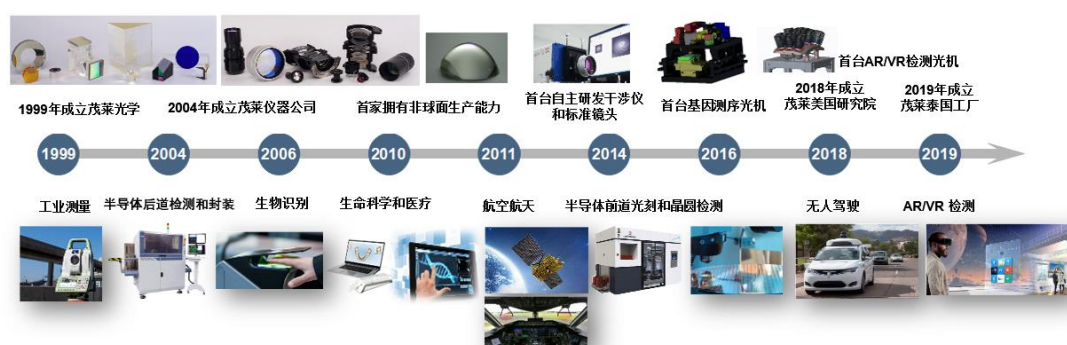 首台AR/VR检测光机
1999年成立茂莱光学
2004年成立茂莱仪器公司
首家拥有非球面生产能力
首台自主研发干涉仪
和标准镜头
首台基因测序光机
2018年成立
茂莱美国研究院
2019年成立
茂莱泰国工厂
1999
2004
2006
2010
2011
2014
2016
2018
2019
工业测量
半导体后道检测和封装
生物识别
生命科学和医疗
航空航天
半导体前道光刻和晶圆检测
无人驾驶
AR/VR 检测